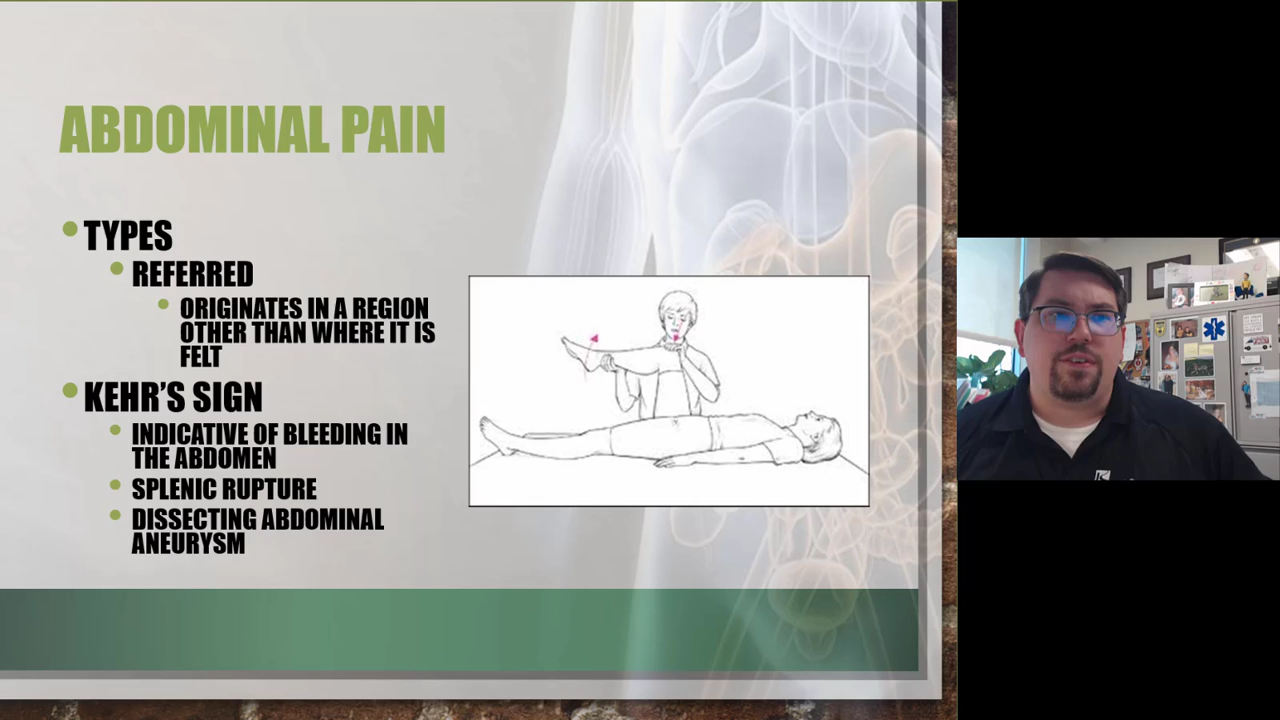 ABDOMINAL PAIN
TYPES
REFERRED
ORIGINATES IN A REGION
OTHER THAN WHERE IT IS
FELT
KEHR'S SIGN
INDICATIVE OF BLEEDING IN
THE ABDOMEN
SPLENIC RUPTURE
DISSECTING ABDOMINAL
ANEURYSM